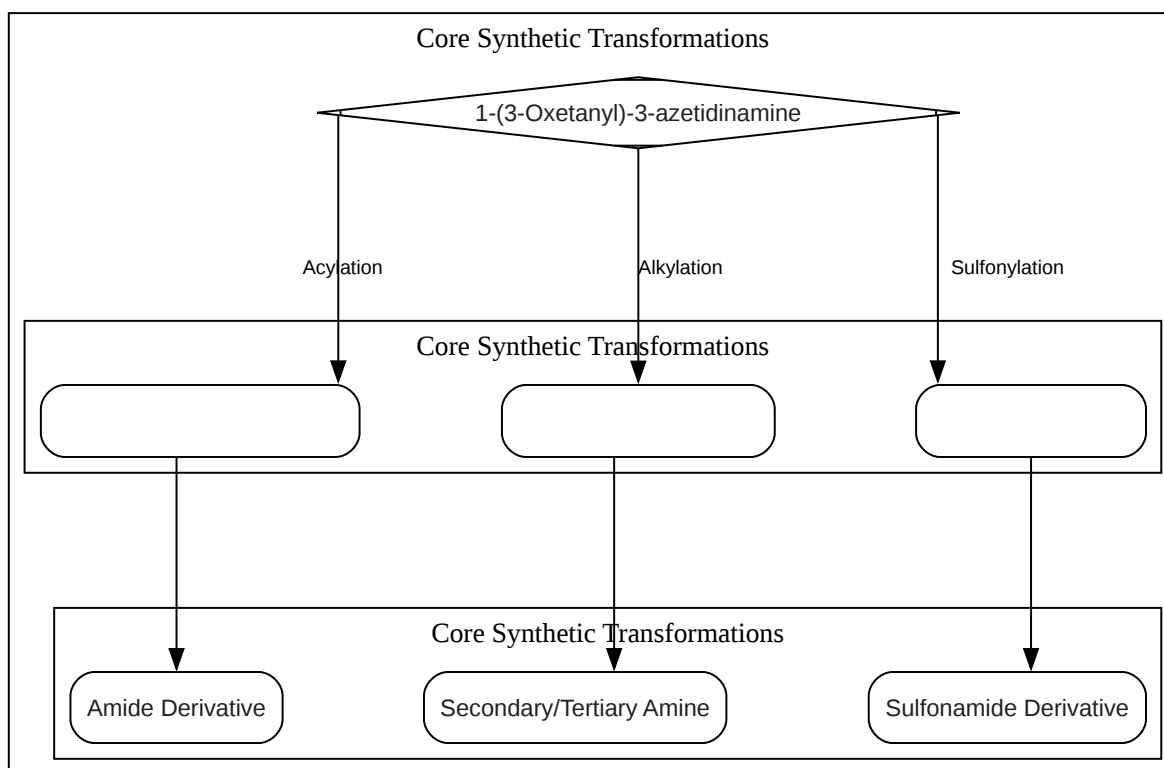 Core Synthetic Transformations
1-(3-Oxetanyl)-3-azetidinamine
Acylation
Alkylation
Sulfonylation
Core Synthetic Transformations
Core Synthetic Transformations
Amide Derivative
Secondary/Tertiary Amine
Sulfonamide Derivative